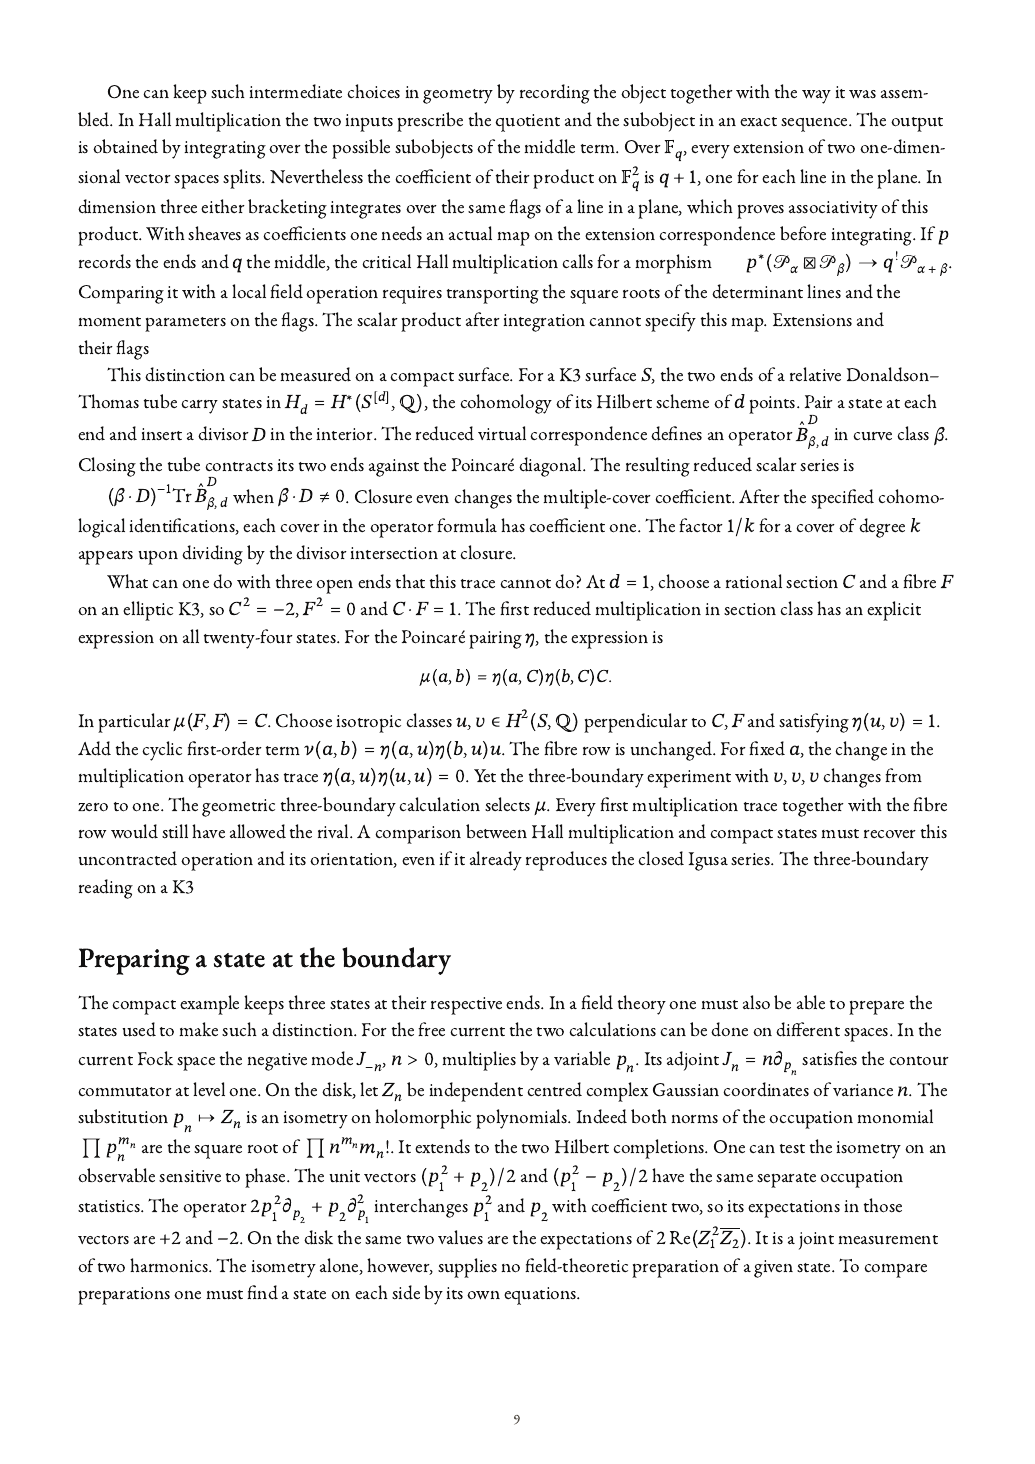 One can keep such intermediate choices in geometry by recording the object together with the way it was assem-
bled. In Hall multiplication the two inputs prescribe the quotient and the subobject in an exact sequence. The output
is obtained by integrating over the possible subobjects of the middle term. Over 𝔽_q, every extension of two one-dimen-
sional vector spaces splits. Nevertheless the coefficient of their product on 𝔽_q^2 is q + 1, one for each line in the plane. In
dimension three either bracketing integrates over the same flags of a line in a plane, which proves associativity of this
product. With sheaves as coefficients one needs an actual map on the extension correspondence before integrating. If p
records the ends and q the middle, the critical Hall multiplication calls for a morphism p*(𝒫_α ⊠ 𝒫_β) → q^!𝒫_{α + β}.
Comparing it with a local field operation requires transporting the square roots of the determinant lines and the
moment parameters on the flags. The scalar product after integration cannot specify this map. Extensions and
their flags
This distinction can be measured on a compact surface. For a K3 surface S, the two ends of a relative Donaldson–
Thomas tube carry states in H_d = H*(S^{[d]}, ℚ), the cohomology of its Hilbert scheme of d points. Pair a state at each
end and insert a divisor D in the interior. The reduced virtual correspondence defines an operator B̂^D_{β, d} in curve class β.
Closing the tube contracts its two ends against the Poincaré diagonal. The resulting reduced scalar series is
(β · D)^{−1}Tr B̂^D_{β, d} when β · D ≠ 0. Closure even changes the multiple-cover coefficient. After the specified cohomo-
logical identifications, each cover in the operator formula has coefficient one. The factor 1/k for a cover of degree k
appears upon dividing by the divisor intersection at closure.
What can one do with three open ends that this trace cannot do? At d = 1, choose a rational section C and a fibre F
on an elliptic K3, so C^2 = −2, F^2 = 0 and C · F = 1. The first reduced multiplication in section class has an explicit
expression on all twenty-four states. For the Poincaré pairing η, the expression is
μ(a, b) = η(a, C)η(b, C)C.
In particular μ(F, F) = C. Choose isotropic classes u, υ ∈ H^2(S, ℚ) perpendicular to C, F and satisfying η(u, υ) = 1.
Add the cyclic first-order term ν(a, b) = η(a, u)η(b, u)u. The fibre row is unchanged. For fixed a, the change in the
multiplication operator has trace η(a, u)η(u, u) = 0. Yet the three-boundary experiment with υ, υ, υ changes from
zero to one. The geometric three-boundary calculation selects μ. Every first multiplication trace together with the fibre
row would still have allowed the rival. A comparison between Hall multiplication and compact states must recover this
uncontracted operation and its orientation, even if it already reproduces the closed Igusa series. The three-boundary
reading on a K3
Preparing a state at the boundary
The compact example keeps three states at their respective ends. In a field theory one must also be able to prepare the
states used to make such a distinction. For the free current the two calculations can be done on different spaces. In the
current Fock space the negative mode J_{−n}, n > 0, multiplies by a variable p_n. Its adjoint J_n = n∂_{p_n} satisfies the contour
commutator at level one. On the disk, let Z_n be independent centred complex Gaussian coordinates of variance n. The
substitution p_n ↦ Z_n is an isometry on holomorphic polynomials. Indeed both norms of the occupation monomial
∏ p_n^{m_n} are the square root of ∏ n^{m_n}m_n!. It extends to the two Hilbert completions. One can test the isometry on an
observable sensitive to phase. The unit vectors (p_1^2 + p_2)/2 and (p_1^2 − p_2)/2 have the same separate occupation
statistics. The operator 2p_1^2∂_{p_2} + p_2∂_{p_1}^2 interchanges p_1^2 and p_2 with coefficient two, so its expectations in those
vectors are +2 and −2. On the disk the same two values are the expectations of 2 Re(Z_1^2\overline{Z_2}). It is a joint measurement
of two harmonics. The isometry alone, however, supplies no field-theoretic preparation of a given state. To compare
preparations one must find a state on each side by its own equations.
9